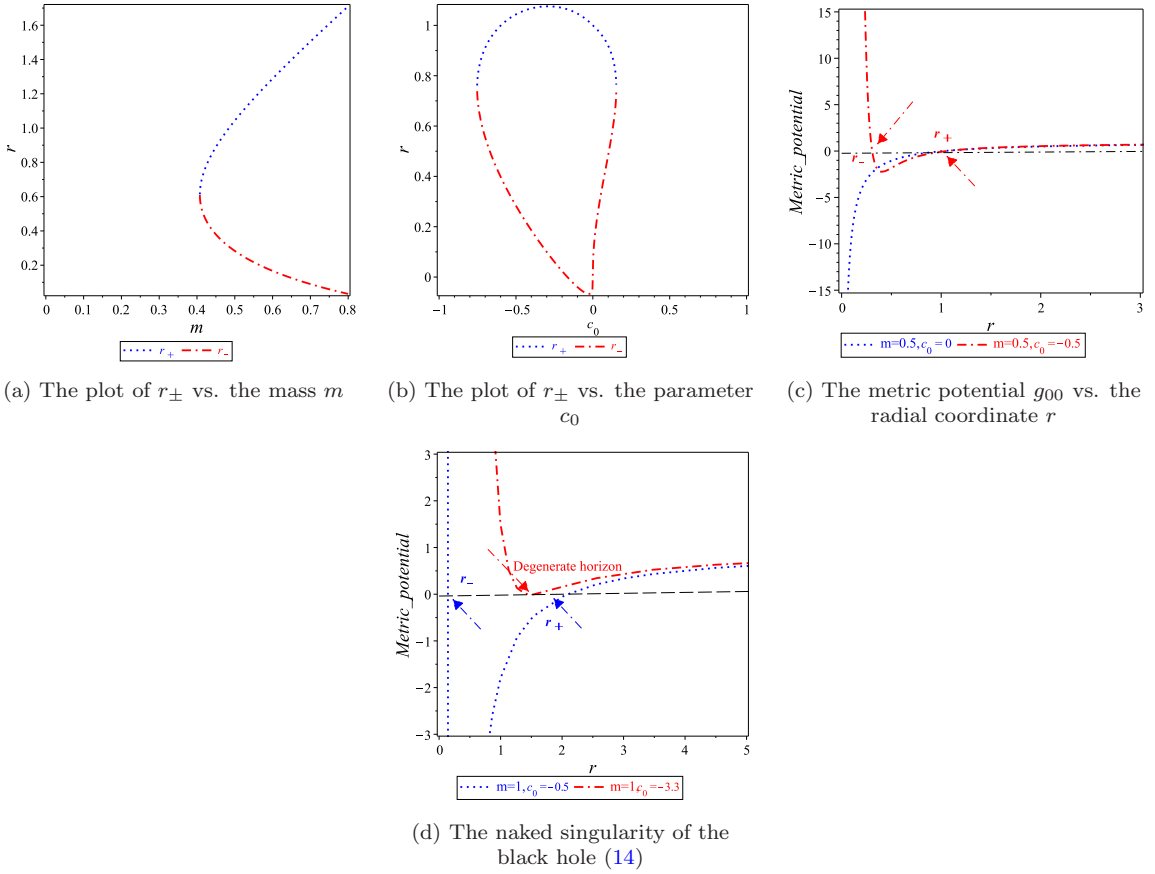 1.6
1.4
1.2
1.0
0.8
0.6
0.4
0.2
r
0 0.1 0.2 0.3 0.4 0.5 0.6 0.7 0.8
m
r+ r−
(a) The plot of r± vs. the mass m
1
0.8
0.6
0.4
0.2
0
r
−1 −0.5 0 0.5 1
c0
r+ r−
(b) The plot of r± vs. the parameter
c0
15
10
5
0
−5
−10
−15
Metric_potential
r+
r−
0 1 2 3
r
m=0.5,c0=0 m=0.5,c0=−0.5
(c) The metric potential g00 vs. the
radial coordinate r
3
2
1
0
−1
−2
−3
Metric_potential
Degenerate horizon
r−
r+
0 1 2 3 4 5
r
m=1,c0=−0.5 m=1,c0=−3.3
(d) The naked singularity of the
black hole (14)